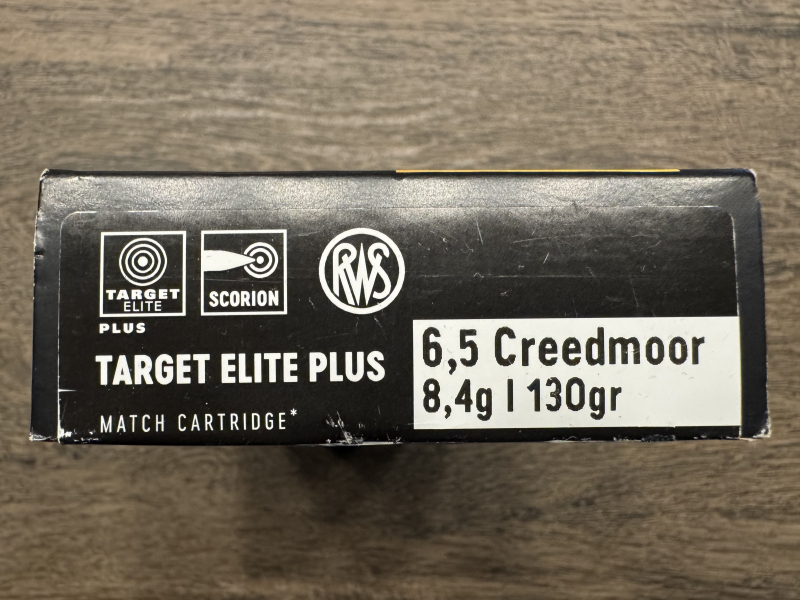 TARGET
ELITE
PLUS
SCORION
RWS
TARGET ELITE PLUS
MATCH CARTRIDGE*
6,5 Creedmoor
8,4g | 130gr